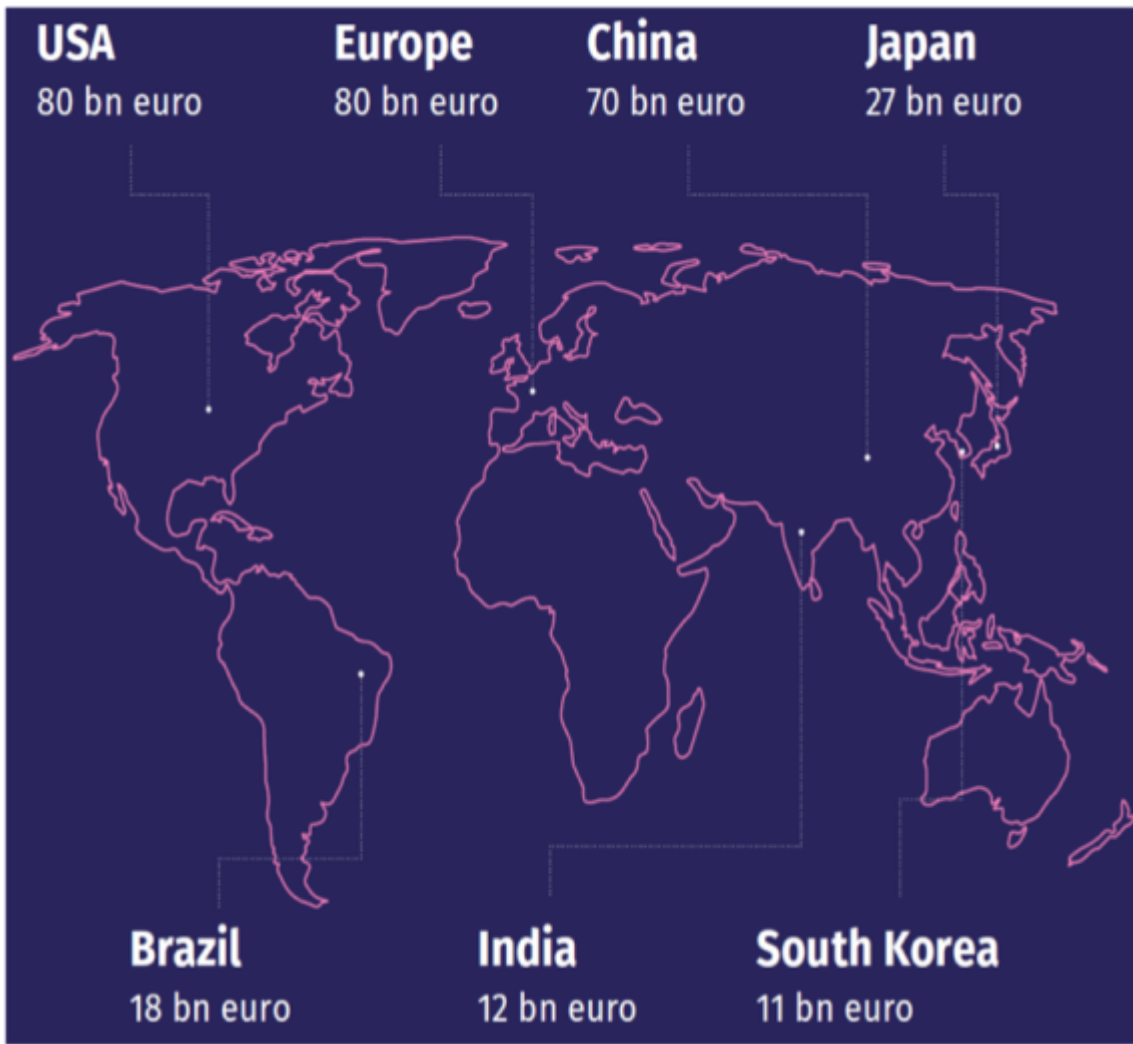 USA
80 bn euro
Europe
80 bn euro
China
70 bn euro
Japan
27 bn euro
Brazil
18 bn euro
India
12 bn euro
South Korea
11 bn euro